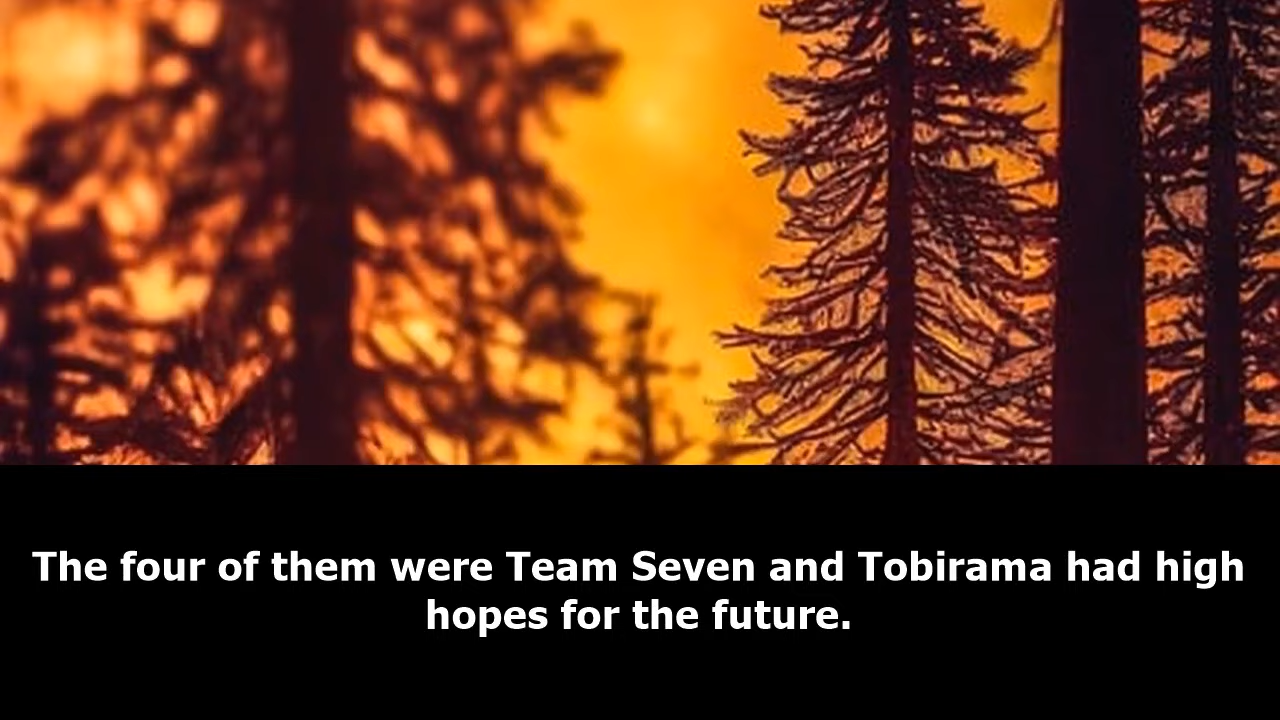 The four of them were Team Seven and Tobirama had high
hopes for the future.